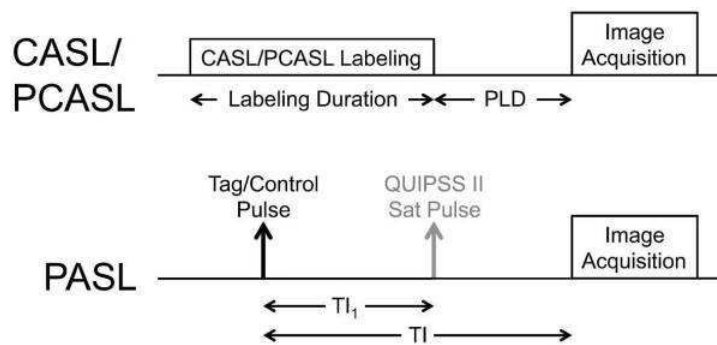 CASL/
PCASL
CASL/PCASL Labeling
Image
Acquisition
Labeling Duration
PLD
PASL
Tag/Control
Pulse
QUIPSS II
Sat Pulse
Image
Acquisition
TI₁
TI